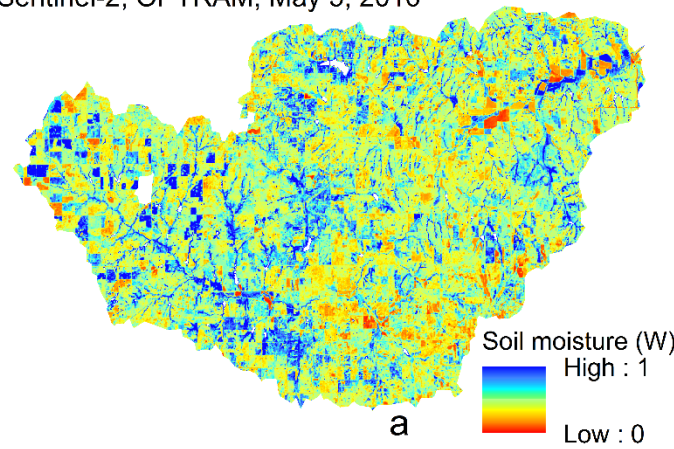 Sentinel-2, OPTRAM, May 5, 2016
Soil moisture (W)
High : 1
a
Low : 0